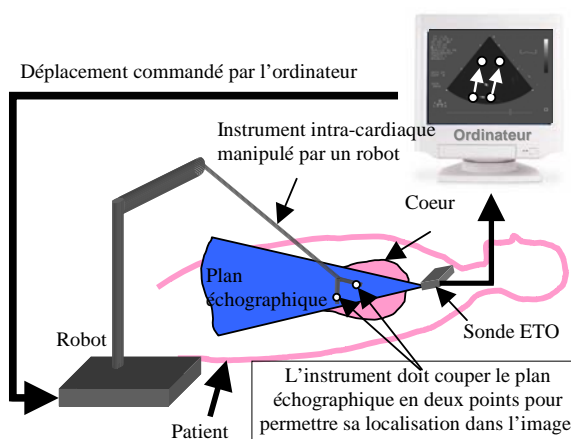 Déplacement commandé par l'ordinateur
Ordinateur
Instrument intra-cardiaque
manipulé par un robot
Coeur
Plan
échographique
Sonde ETO
Robot
L'instrument doit couper le plan
échographique en deux points pour
permettre sa localisation dans l'image
Patient